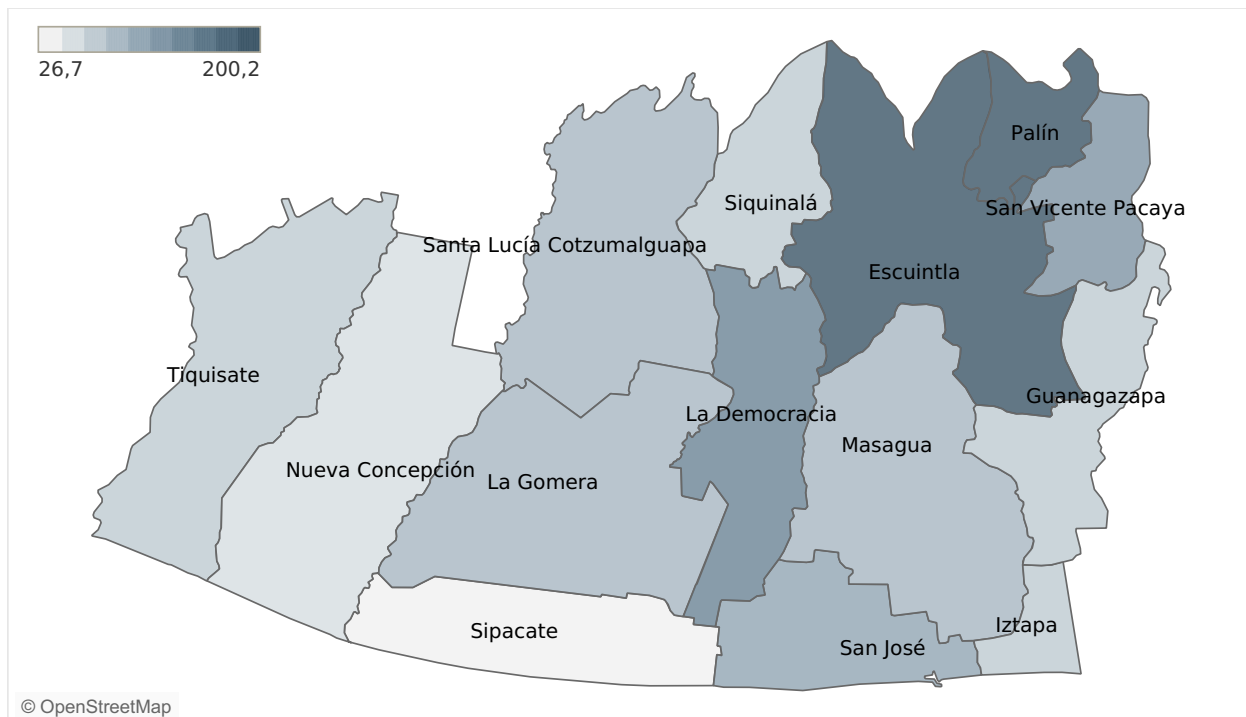 26,7
200,2
Palín
Siquinalá
San Vicente Pacaya
Santa Lucía Cotzumalguapa
Escuintla
Tiquisate
Guanagazapa
La Democracia
Masagua
Nueva Concepción
La Gomera
Iztapa
Sipacate
San José
© OpenStreetMap